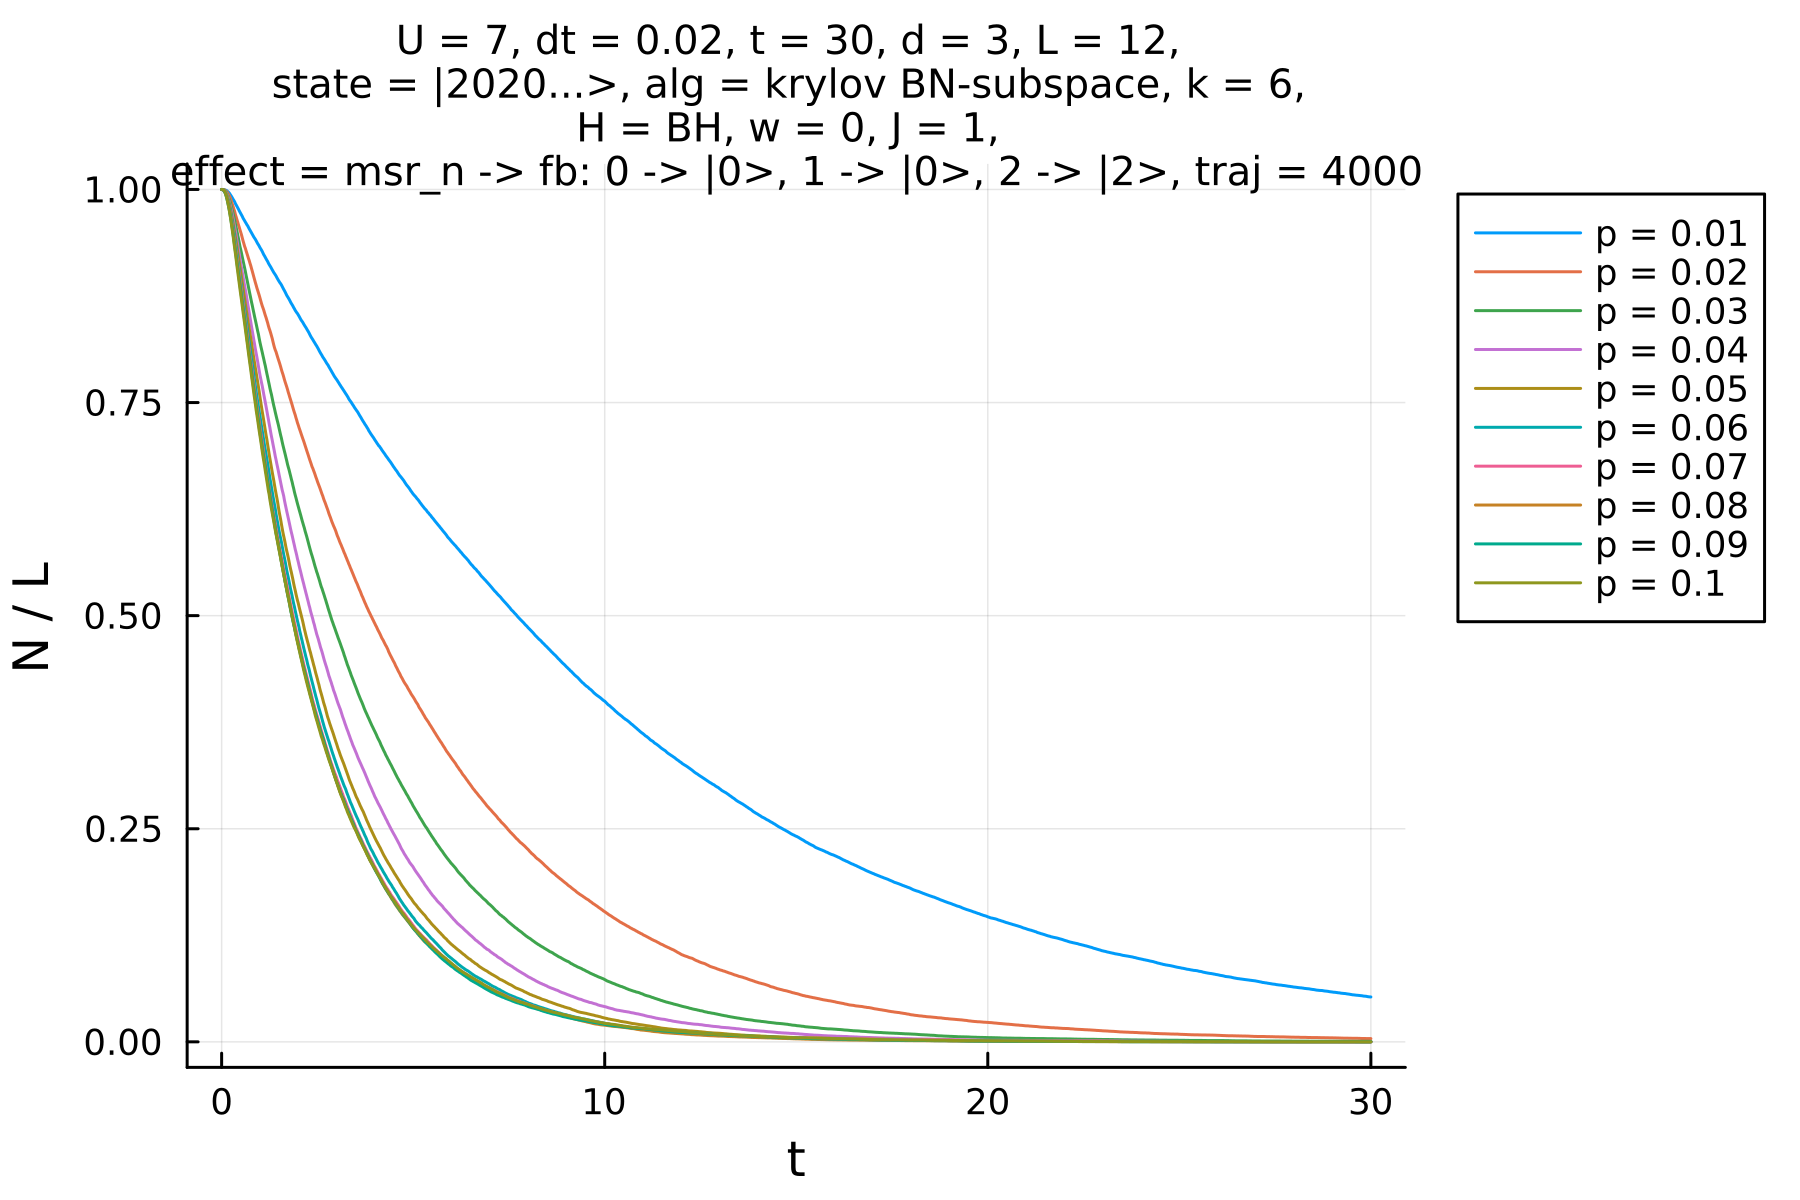 U = 7, dt = 0.02, t = 30, d = 3, L = 12,
state = |2020...>, alg = krylov BN-subspace, k = 6,
H = BH, w = 0, J = 1,
effect = msr_n -> fb: 0 -> |0>, 1 -> |0>, 2 -> |2>, traj = 4000
1.00
0.75
0.50
0.25
0.00
N / L
0
10
20
30
t
p = 0.01
p = 0.02
p = 0.03
p = 0.04
p = 0.05
p = 0.06
p = 0.07
p = 0.08
p = 0.09
p = 0.1